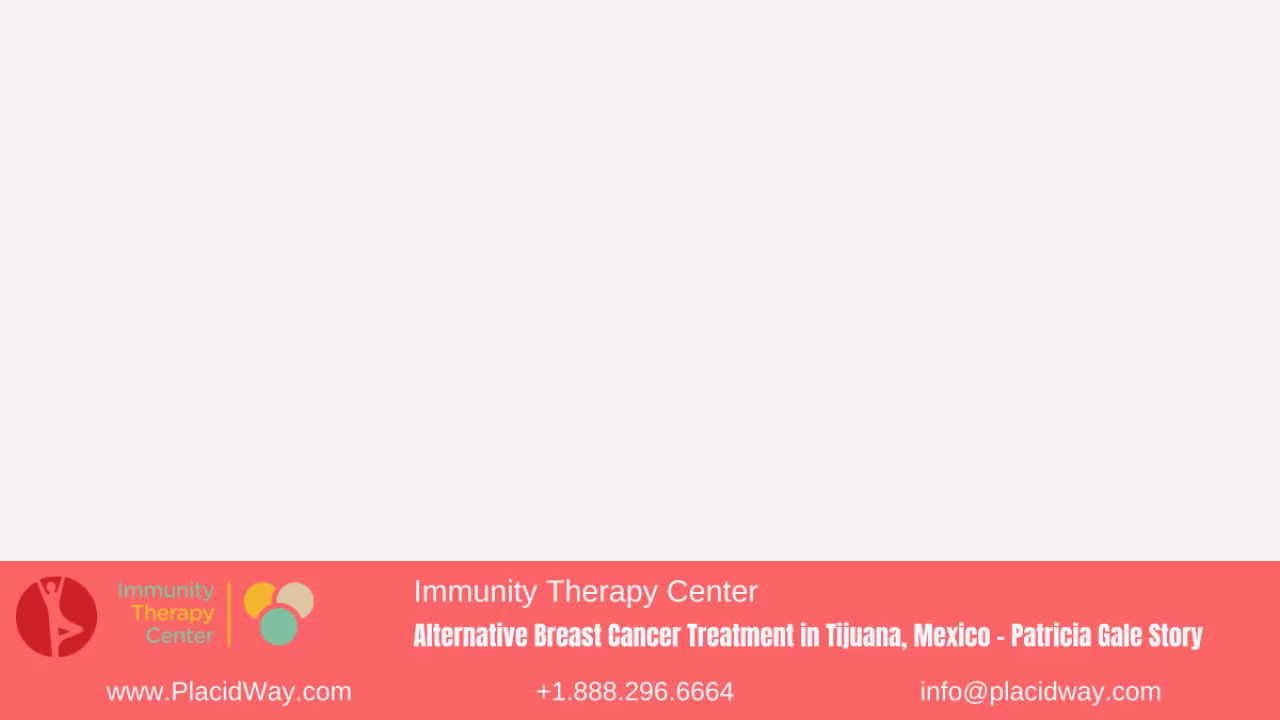 Immunity
Therapy
Center
Immunity Therapy Center
Alternative Breast Cancer Treatment in Tijuana, Mexico - Patricia Gale Story
www.PlacidWay.com
+1.888.296.6664
info@placidway.com